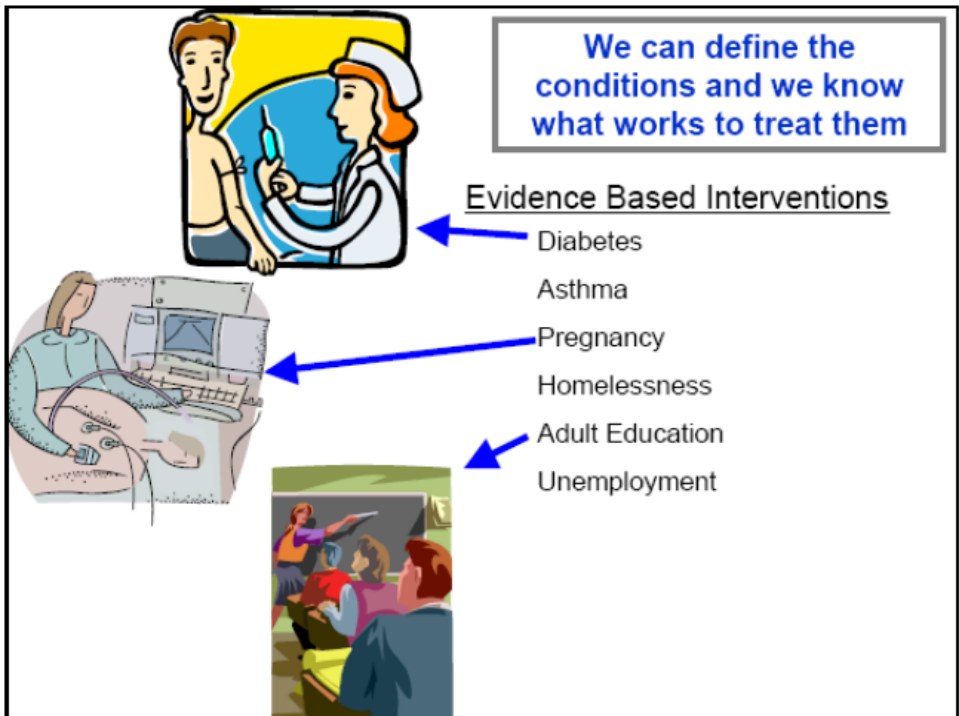 We can define the
conditions and we know
what works to treat them
Evidence Based Interventions
Diabetes
Asthma
Pregnancy
Homelessness
Adult Education
Unemployment